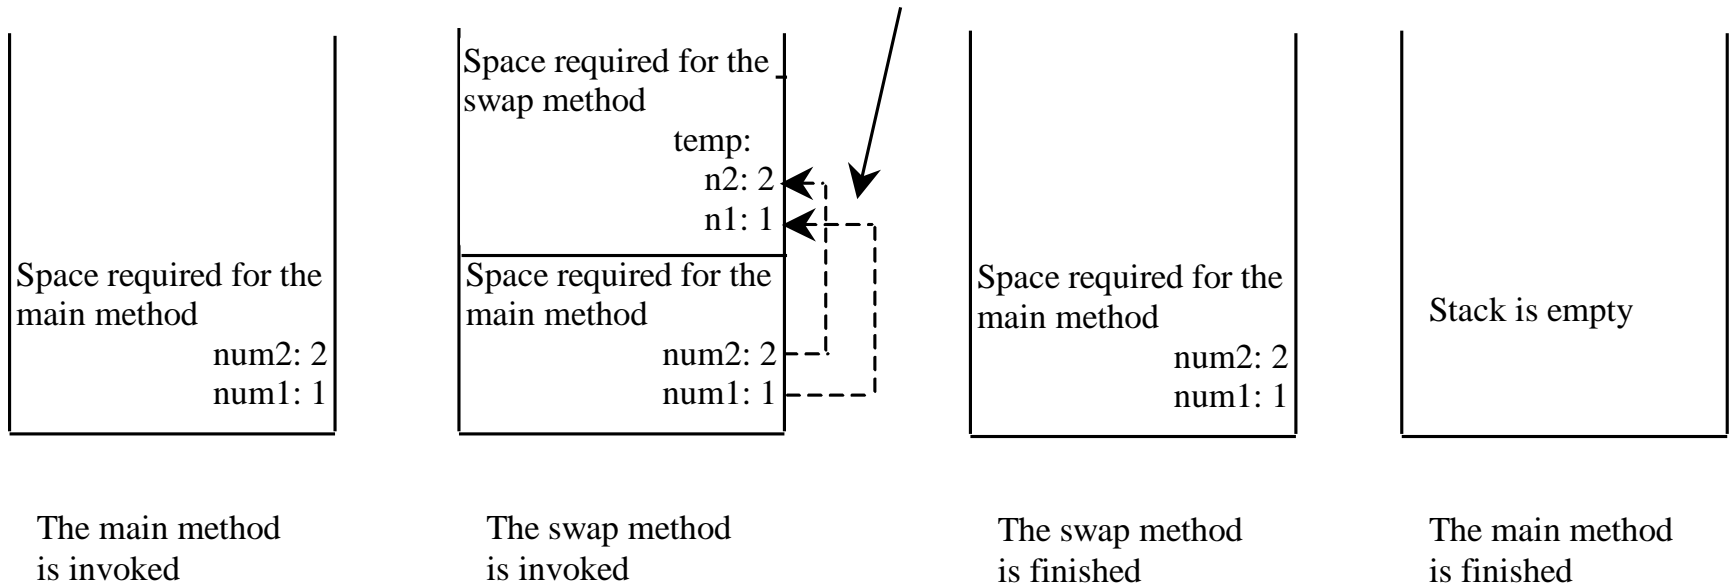 Space required for the
main method
num2: 2
num1: 1
The main method
is invoked
Space required for the
swap method
temp:
n2: 2
n1: 1
Space required for the
main method
num2: 2
num1: 1
The swap method
is invoked
Space required for the
main method
num2: 2
num1: 1
The swap method
is finished
Stack is empty
The main method
is finished